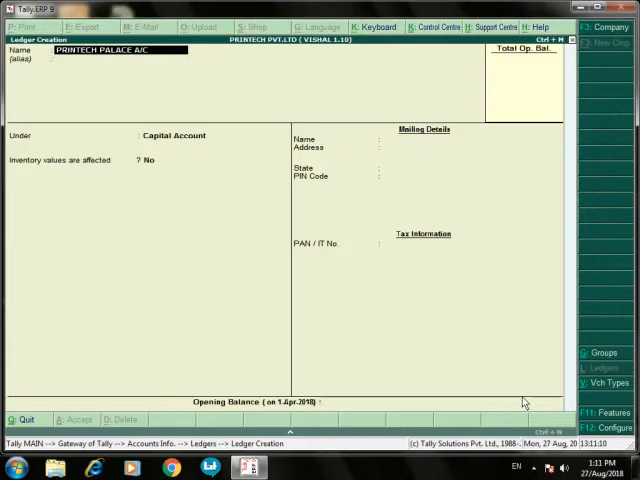 Tally.ERP 9
P: Print E: Export M: E-Mail O: Upload S: Shop G: Language K: Keyboard K: Control Centre H: Support Centre H: Help
F3: Company
F3: New Cmp
Ledger Creation PRINTECH PVT.LTD ( VISHAL 1.10) Ctrl + M
Name : PRINTECH PALACE A/C
(alias) :
Total Op. Bal.
Under : Capital Account
Inventory values are affected ? No
Mailing Details
Name :
Address :
State :
PIN Code :
Tax Information
PAN / IT No. :
Opening Balance ( on 1-Apr-2018) :
G: Groups
L: Ledgers
V: Vch Types
F11: Features
F12: Configure
Q: Quit A: Accept D: Delete
Ctrl + N
Tally MAIN --> Gateway of Tally --> Accounts Info. --> Ledgers --> Ledger Creation (c) Tally Solutions Pvt. Ltd., 1988- Mon, 27 Aug, 20 13:11:10
EN
1:11 PM
27/Aug/2018